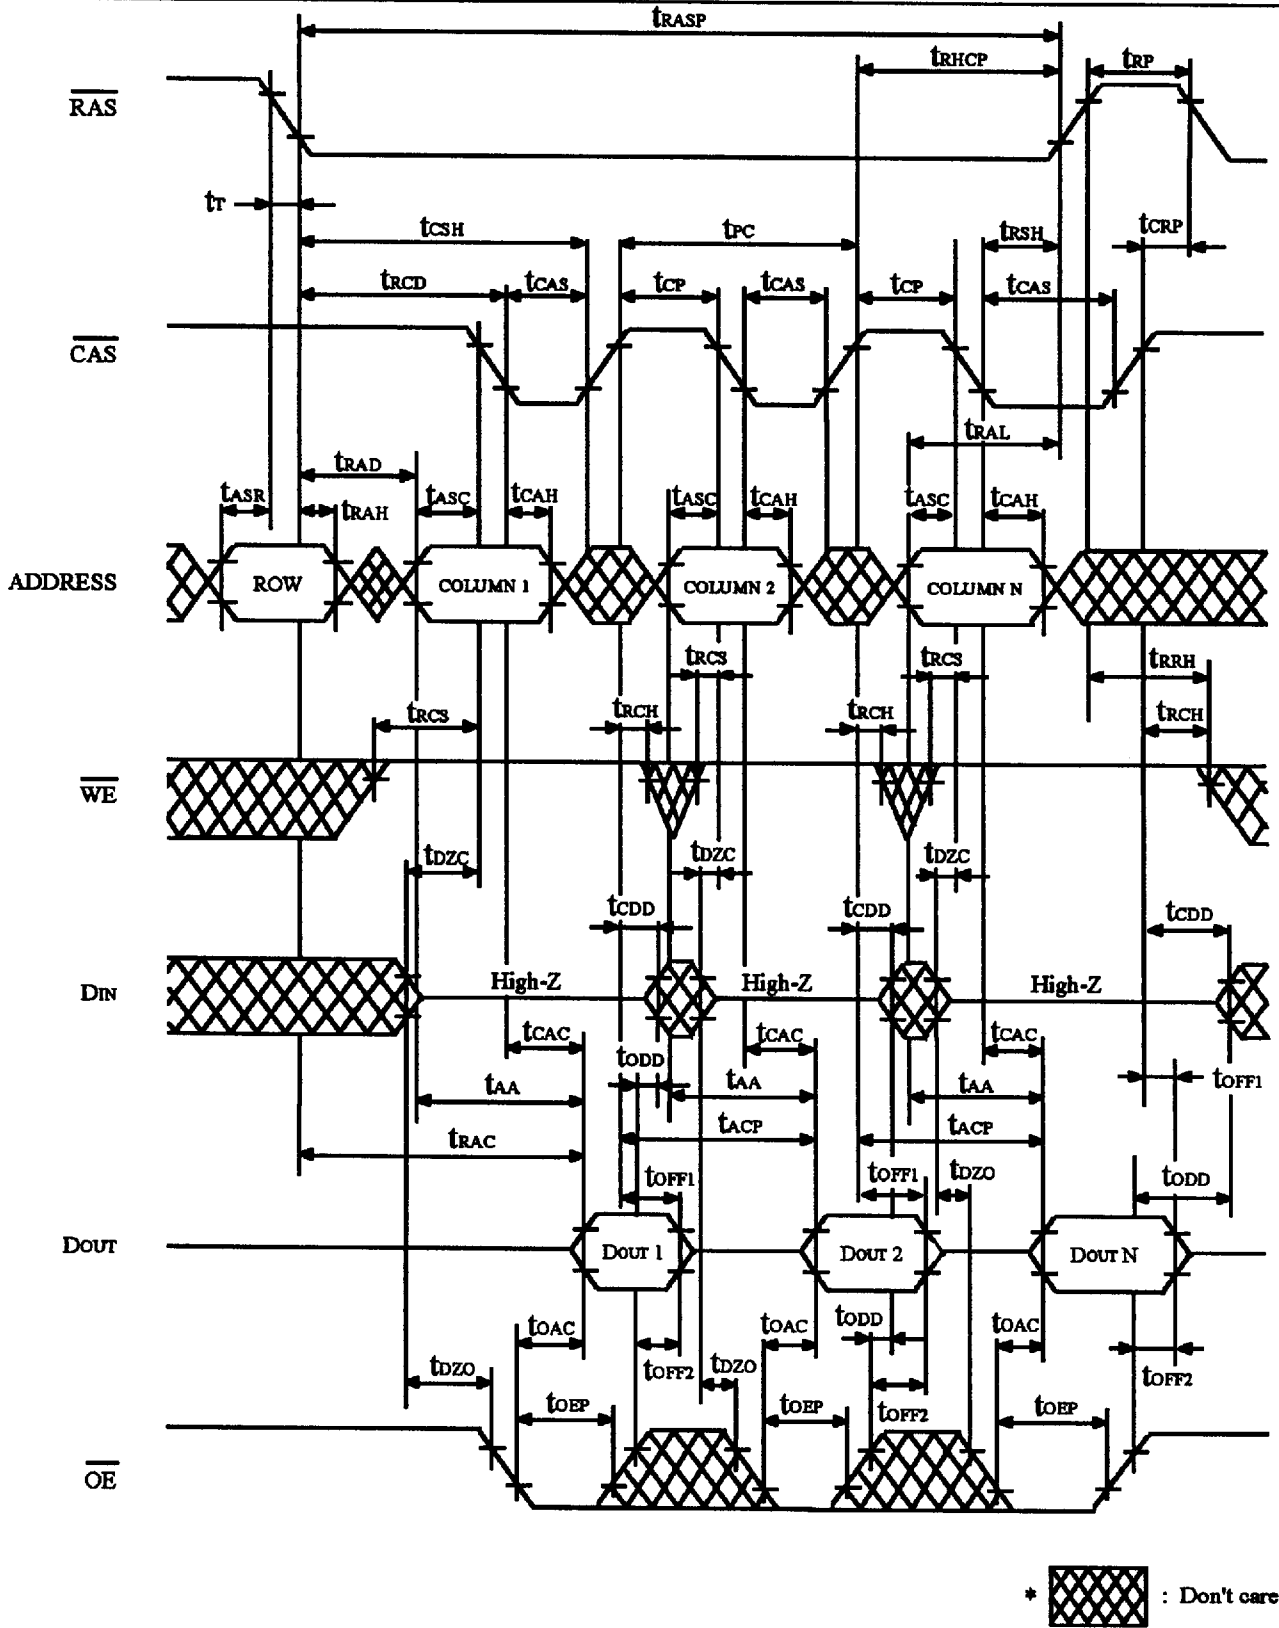 tRASP
tRHCP tRP
RAS
tT
tCSH tPC tRSH tCRP
tRCD tCAS tCP tCAS tCP tCAS
CAS
tRAL
tRAD
tASR tASC tCAH tASC tCAH tASC tCAH
tRAH
ADDRESS ROW COLUMN 1 COLUMN 2 COLUMN N
tRCS tRCS tRRH
tRCS tRCH tRCH tRCH
WE
tDZC tDZC tDZC
tCDD tCDD tCDD
DIN High-Z High-Z High-Z
tCAC tCAC tCAC
tODD tOFF1
tAA tAA tAA
tRAC tACP tACP
tOFF1 tOFF1 tDZO tODD
DOUT DOUT 1 DOUT 2 DOUT N
tOAC tOAC tODD tOAC
tDZO tOFF2 tDZO tOFF2
tOEP tOEP tOFF2 tOEP
OE
* : Don't care